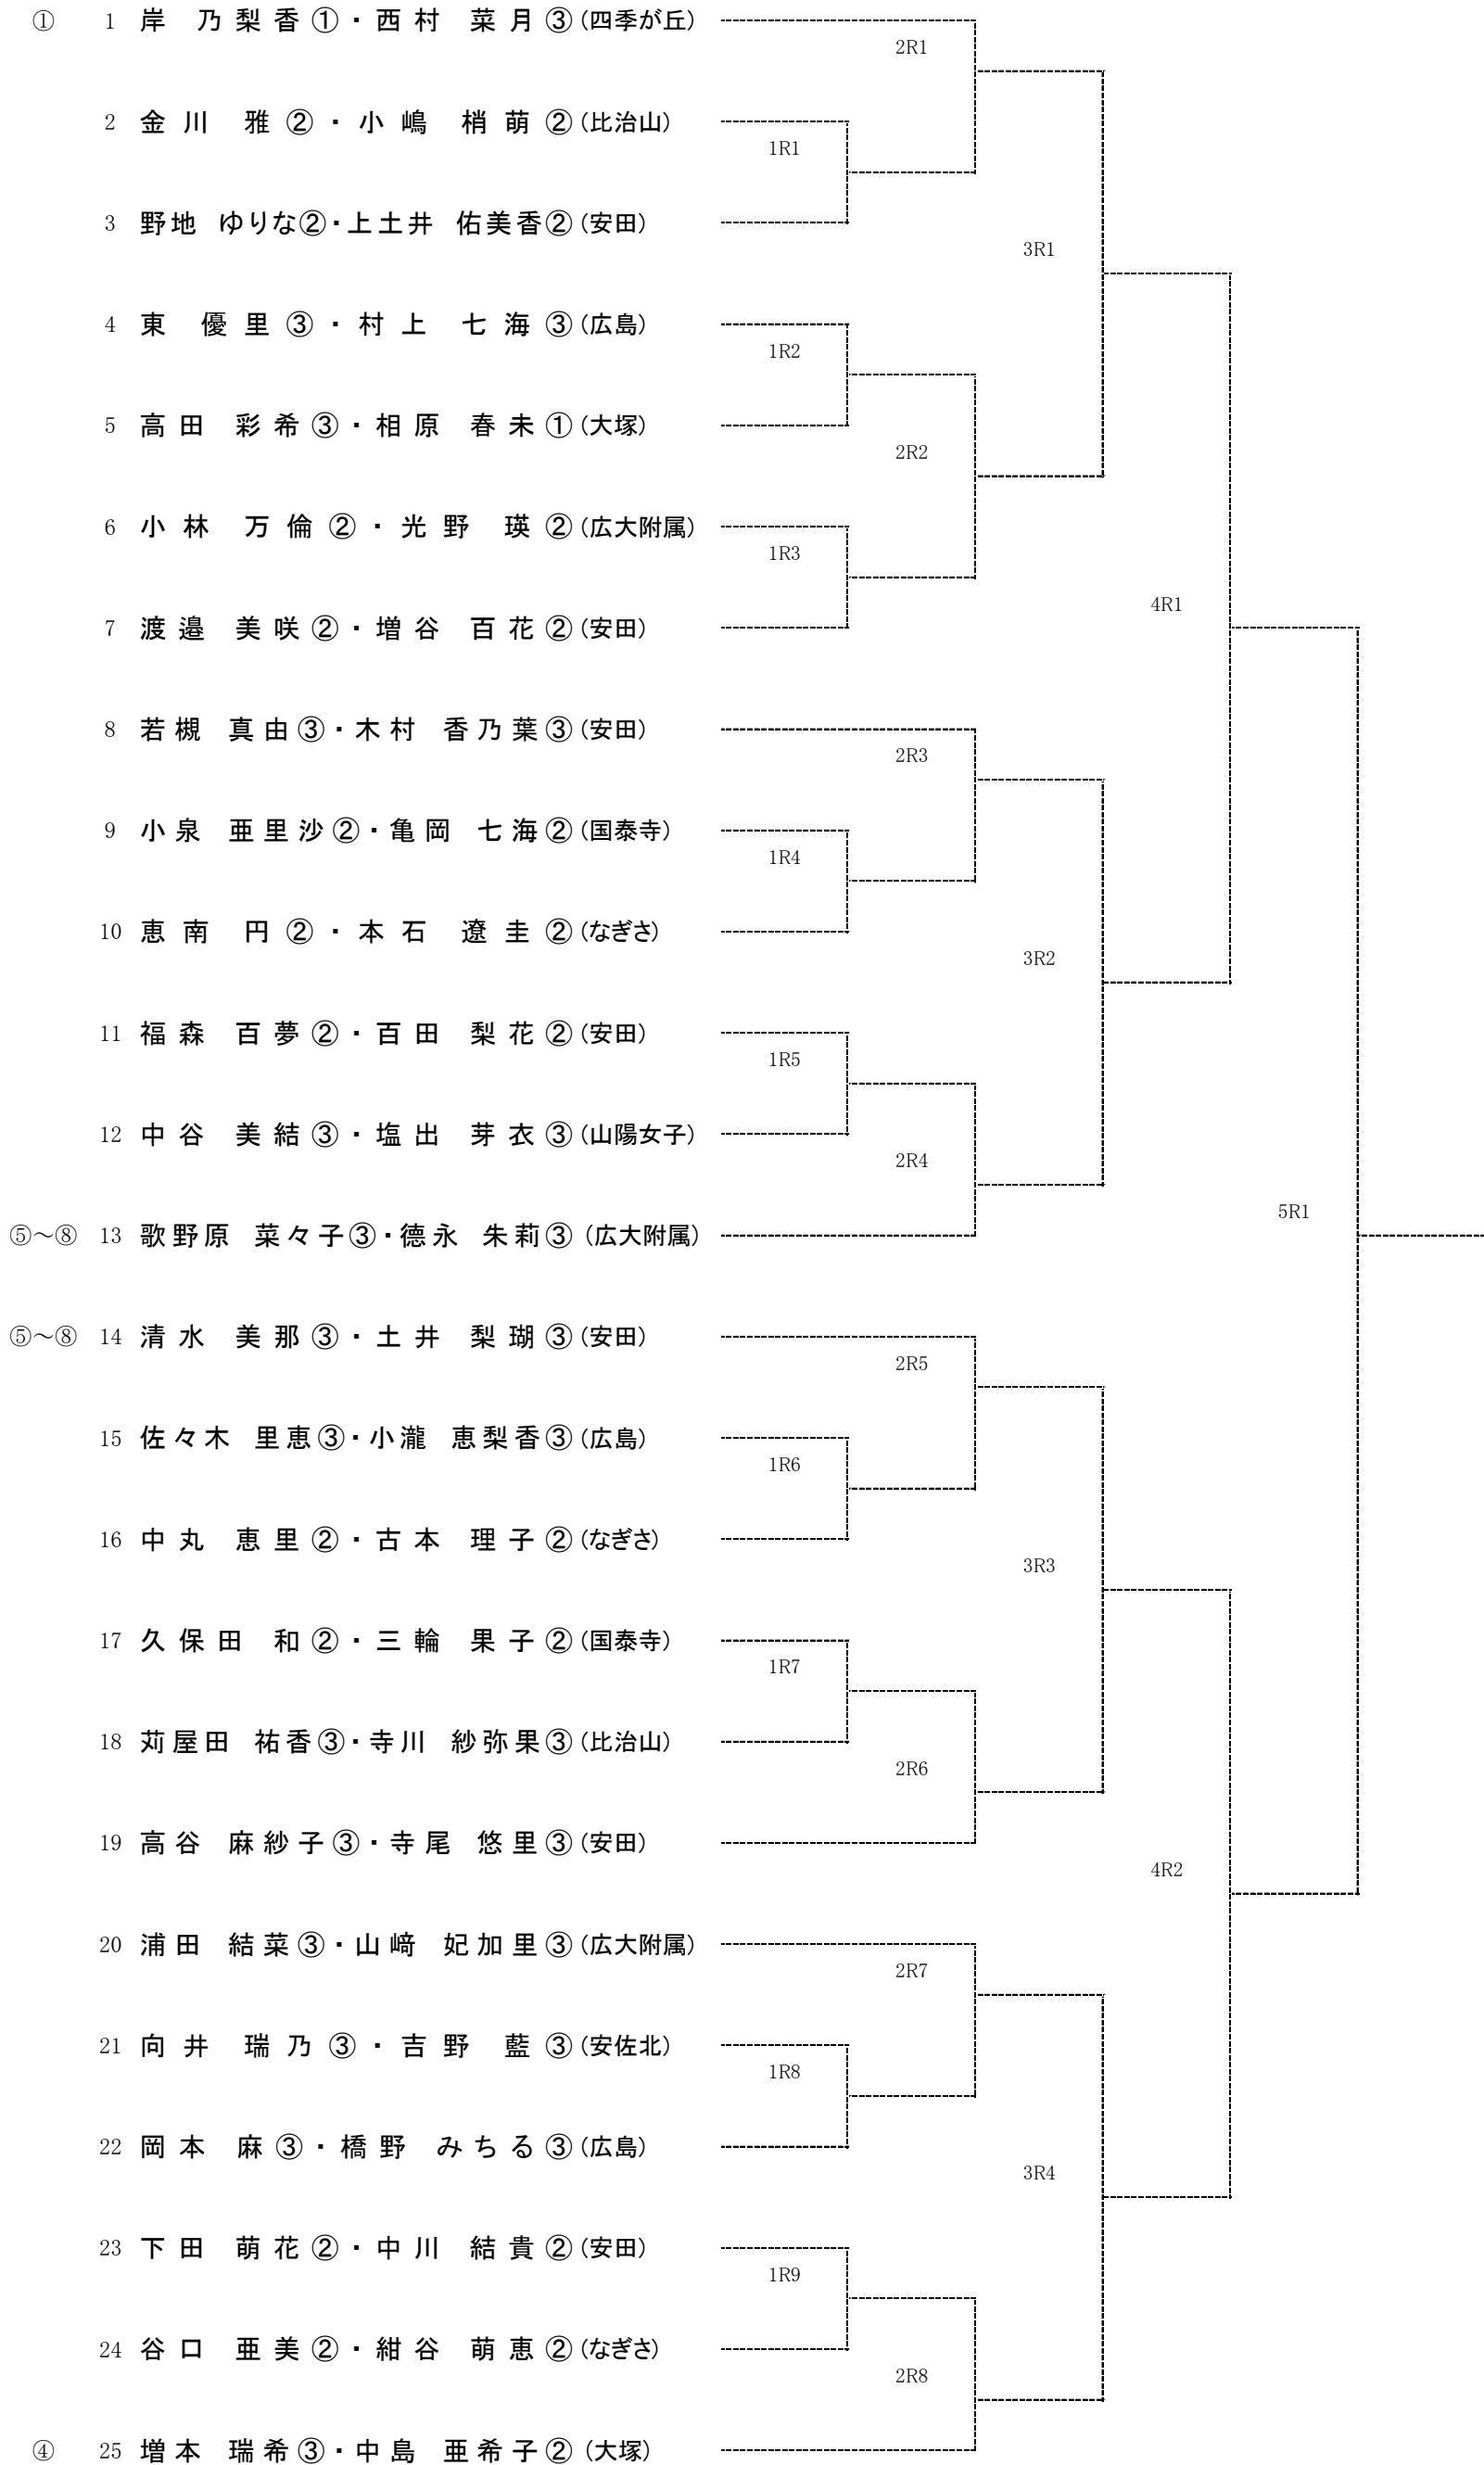 ① 1 岸 乃梨香①・西村 菜月③(四季が丘)
2R1
2 金川 雅②・小嶋 梢萌②(比治山)
1R1
3 野地 ゆりな②・上土井 佑美香②(安田)
3R1
4 東 優里③・村上 七海③(広島)
1R2
5 高田 彩希③・相原 春未①(大塚)
2R2
6 小林 万倫②・光野 瑛②(広大附属)
1R3
4R1
7 渡邉 美咲②・増谷 百花②(安田)
8 若槻 真由③・木村 香乃葉③(安田)
2R3
9 小泉 亜里沙②・亀岡 七海②(国泰寺)
1R4
10 恵南 円②・本石 遼圭②(なぎさ)
3R2
11 福森 百夢②・百田 梨花②(安田)
1R5
12 中谷 美結③・塩出 芽衣③(山陽女子)
2R4
5R1
⑤～⑧ 13 歌野原 菜々子③・德永 朱莉③(広大附属)
⑤～⑧ 14 清水 美那③・土井 梨瑚③(安田)
2R5
15 佐々木 里恵③・小瀧 恵梨香③(広島)
1R6
16 中丸 恵里②・古本 理子②(なぎさ)
3R3
17 久保田 和②・三輪 果子②(国泰寺)
1R7
18 苅屋田 祐香③・寺川 紗弥果③(比治山)
2R6
19 高谷 麻紗子③・寺尾 悠里③(安田)
4R2
20 浦田 結菜③・山﨑 妃加里③(広大附属)
2R7
21 向井 瑞乃③・吉野 藍③(安佐北)
1R8
22 岡本 麻③・橋野 みちる③(広島)
3R4
23 下田 萌花②・中川 結貴②(安田)
1R9
24 谷口 亜美②・紺谷 萌恵②(なぎさ)
2R8
④ 25 増本 瑞希③・中島 亜希子②(大塚)